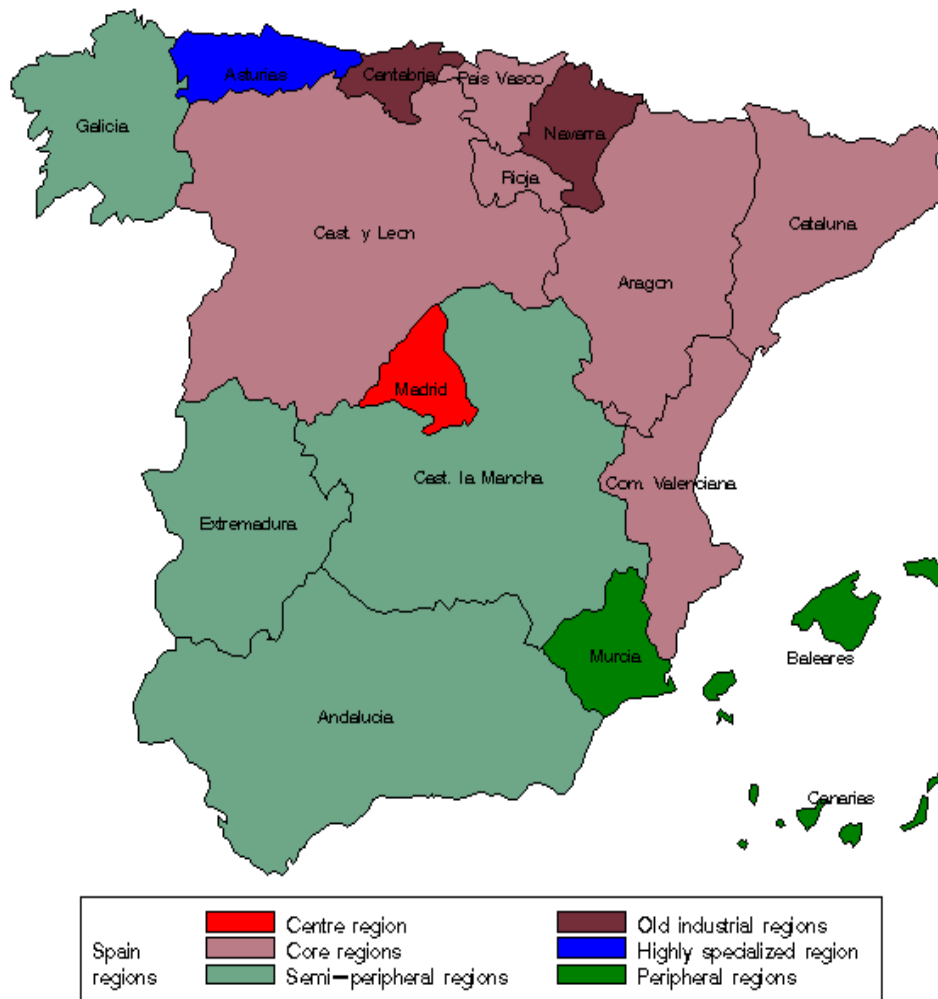 Asturias
Cantabria
Pais Vasco
Galicia
Navarra
Rioja
Cast. y Leon
Cataluna
Aragon
Madrid
Cast. la Mancha
Com. Valenciana
Extremadura
Murcia
Baleares
Andalucia
Canarias
Spain
regions
Centre region
Core regions
Semi-peripheral regions
Old industrial regions
Highly specialized region
Peripheral regions